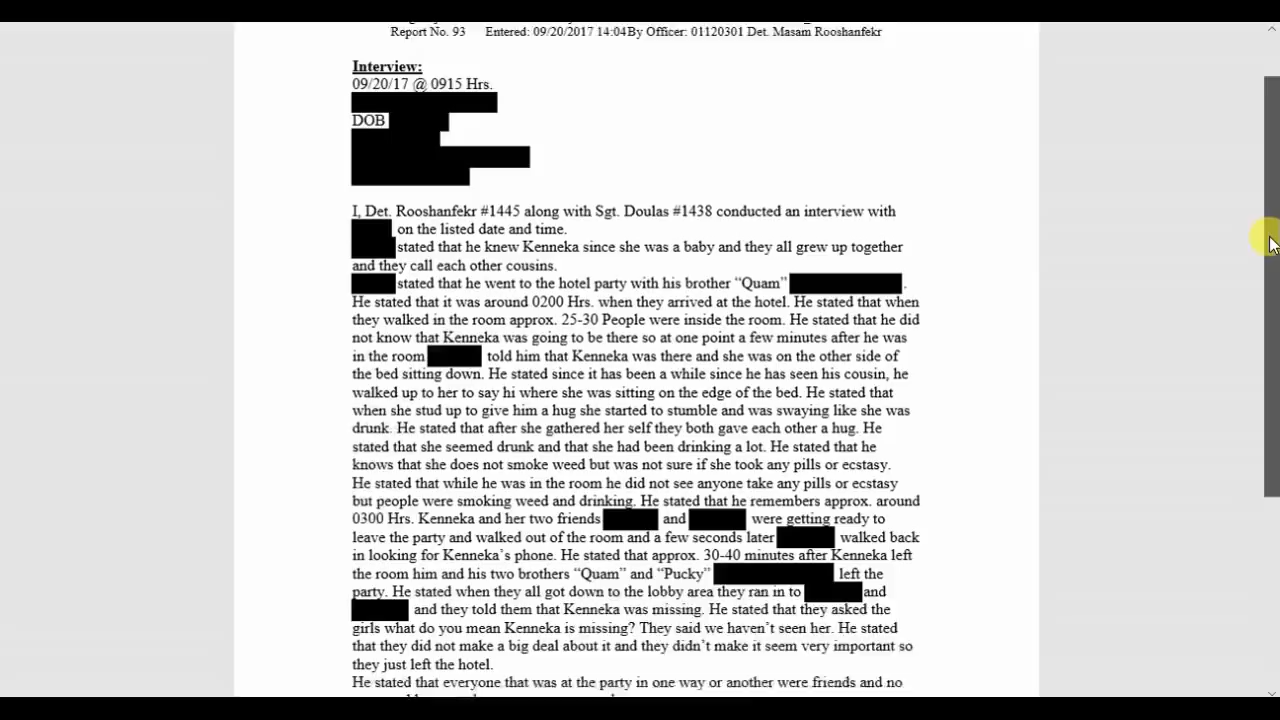 Report No. 93 Entered: 09/20/2017 14:04By Officer: 01120301 Det. Masam Rooshanfekr
Interview:
09/20/17 @ 0915 Hrs.
DOB
I, Det. Rooshanfekr #1445 along with Sgt. Doulas #1438 conducted an interview with
on the listed date and time.
stated that he knew Kenneka since she was a baby and they all grew up together
and they call each other cousins.
stated that he went to the hotel party with his brother “Quam” .
He stated that it was around 0200 Hrs. when they arrived at the hotel. He stated that when
they walked in the room approx. 25-30 People were inside the room. He stated that he did
not know that Kenneka was going to be there so at one point a few minutes after he was
in the room told him that Kenneka was there and she was on the other side of
the bed sitting down. He stated since it has been a while since he has seen his cousin, he
walked up to her to say hi where she was sitting on the edge of the bed. He stated that
when she stud up to give him a hug she started to stumble and was swaying like she was
drunk. He stated that after she gathered her self they both gave each other a hug. He
stated that she seemed drunk and that she had been drinking a lot. He stated that he
knows that she does not smoke weed but was not sure if she took any pills or ecstasy.
He stated that while he was in the room he did not see anyone take any pills or ecstasy
but people were smoking weed and drinking. He stated that he remembers approx. around
0300 Hrs. Kenneka and her two friends and were getting ready to
leave the party and walked out of the room and a few seconds later walked back
in looking for Kenneka’s phone. He stated that approx. 30-40 minutes after Kenneka left
the room him and his two brothers “Quam” and “Pucky” left the
party. He stated when they all got down to the lobby area they ran in to and
and they told them that Kenneka was missing. He stated that they asked the
girls what do you mean Kenneka is missing? They said we haven’t seen her. He stated
that they did not make a big deal about it and they didn’t make it seem very important so
they just left the hotel.
He stated that everyone that was at the party in one way or another were friends and no